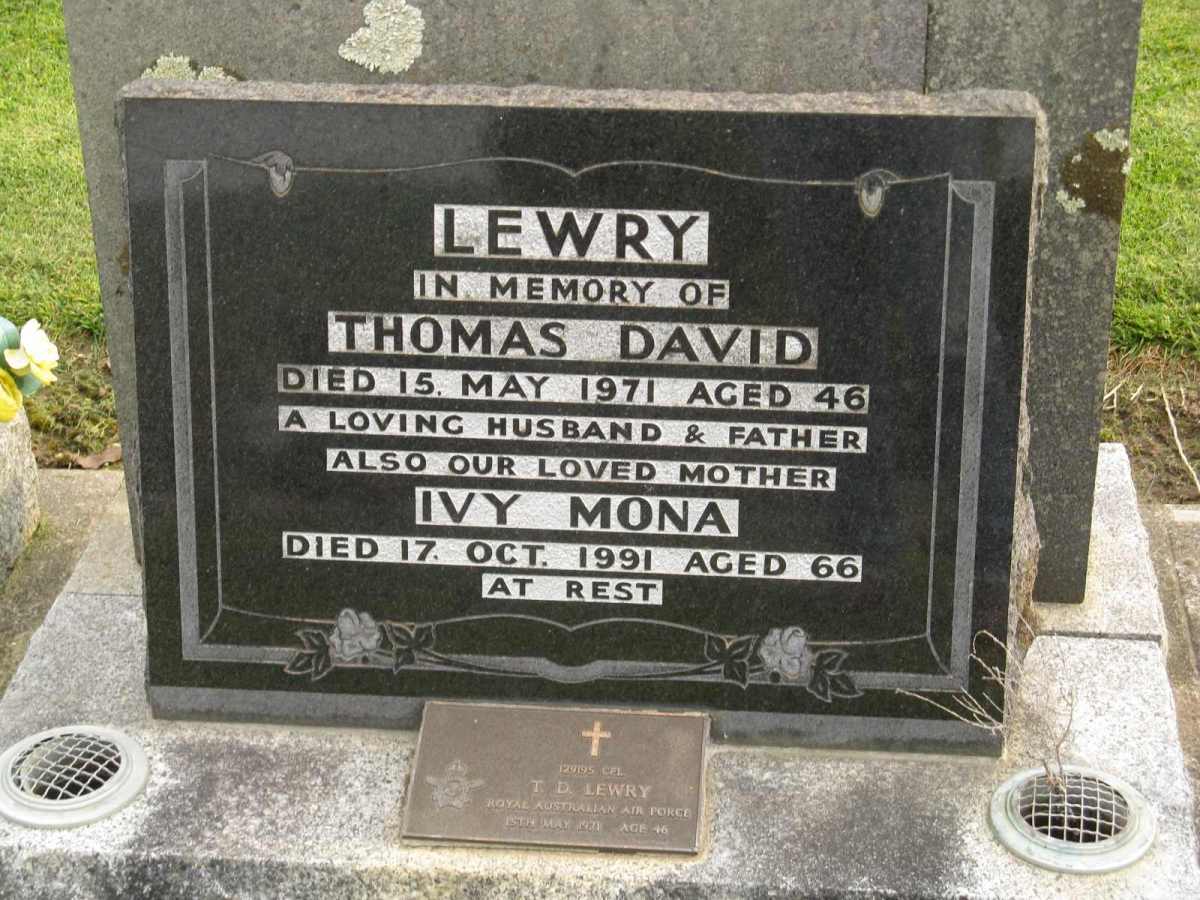 LEWRY
IN MEMORY OF
THOMAS DAVID
DIED 15. MAY 1971 AGED 46
A LOVING HUSBAND & FATHER
ALSO OUR LOVED MOTHER
IVY MONA
DIED 17. OCT. 1991 AGED 66
AT REST
129195 CPL
T. D. LEWRY
ROYAL AUSTRALIAN AIR FORCE
15TH MAY 1971 AGE 46